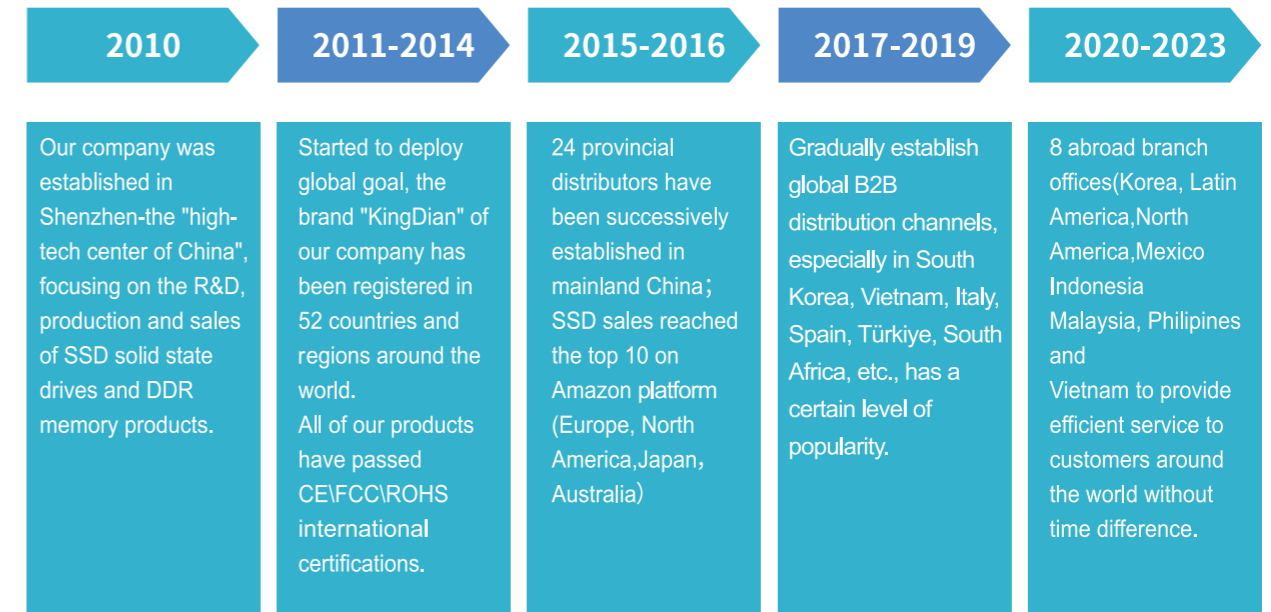 2010
Our company was
established in
Shenzhen-the "high-
tech center of China",
focusing on the R&D,
production and sales
of SSD solid state
drives and DDR
memory products.
2011-2014
Started to deploy
global goal, the
brand "KingDian" of
our company has
been registered in
52 countries and
regions around the
world.
All of our products
have passed
CE\FCC\ROHS
international
certifications.
2015-2016
24 provincial
distributors have
been successively
established in
mainland China；
SSD sales reached
the top 10 on
Amazon platform
(Europe, North
America,Japan，
Australia）
2017-2019
Gradually establish
global B2B
distribution channels,
especially in South
Korea, Vietnam, Italy,
Spain, Türkiye, South
Africa, etc., has a
certain level of
popularity.
2020-2023
8 abroad branch
offices(Korea, Latin
America,North
America,Mexico
Indonesia
Malaysia, Philipines
and
Vietnam to provide
efficient service to
customers around
the world without
time difference.